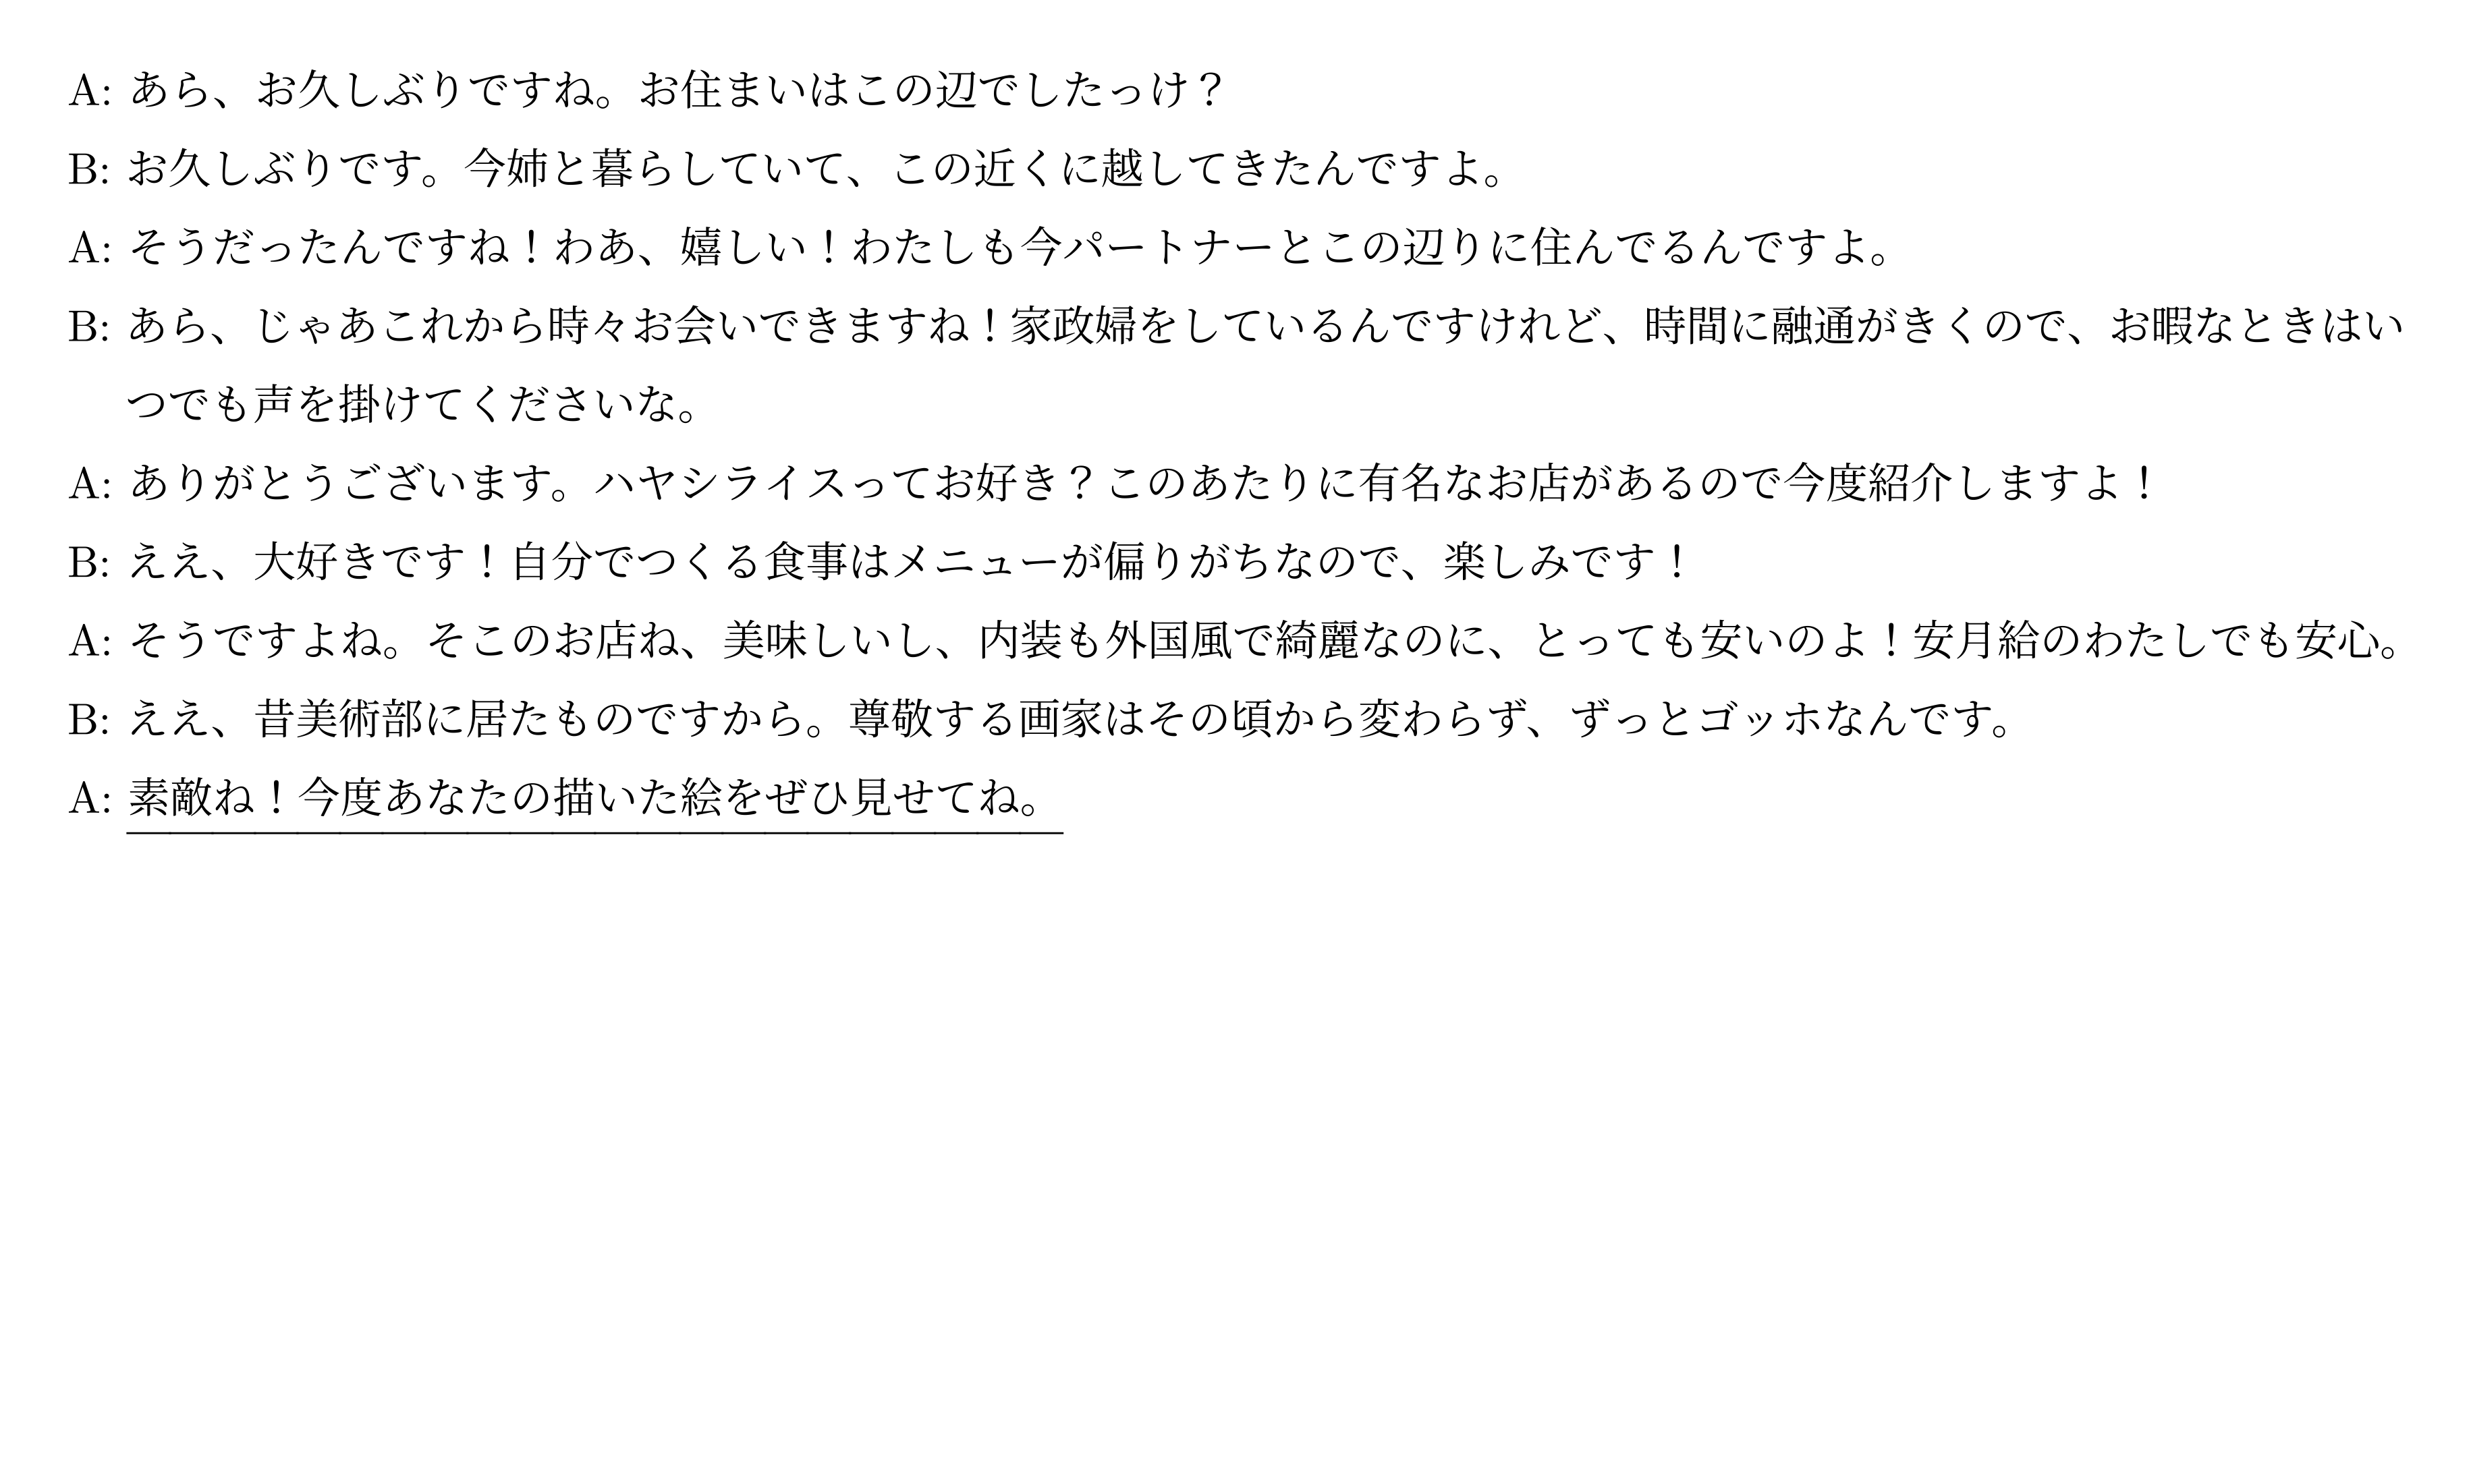 A: あら、お久しぶりですね。お住まいはこの辺でしたっけ？
B: お久しぶりです。今姉と暮らしていて、この近くに越してきたんですよ。
A: そうだったんですね！わあ、嬉しい！わたしも今パートナーとこの辺りに住んでるんですよ。
B: あら、じゃあこれから時々お会いできますね！家政婦をしているんですけれど、時間に融通がきくので、お暇なときはい
つでも声を掛けてくださいな。
A: ありがとうございます。ハヤシライスってお好き？このあたりに有名なお店があるので今度紹介しますよ！
B: ええ、大好きです！自分でつくる食事はメニューが偏りがちなので、楽しみです！
A: そうですよね。そこのお店ね、美味しいし、内装も外国風で綺麗なのに、とっても安いのよ！安月給のわたしでも安心。
B: ええ、昔美術部に居たものですから。尊敬する画家はその頃から変わらず、ずっとゴッホなんです。
A: 素敵ね！今度あなたの描いた絵をぜひ見せてね。